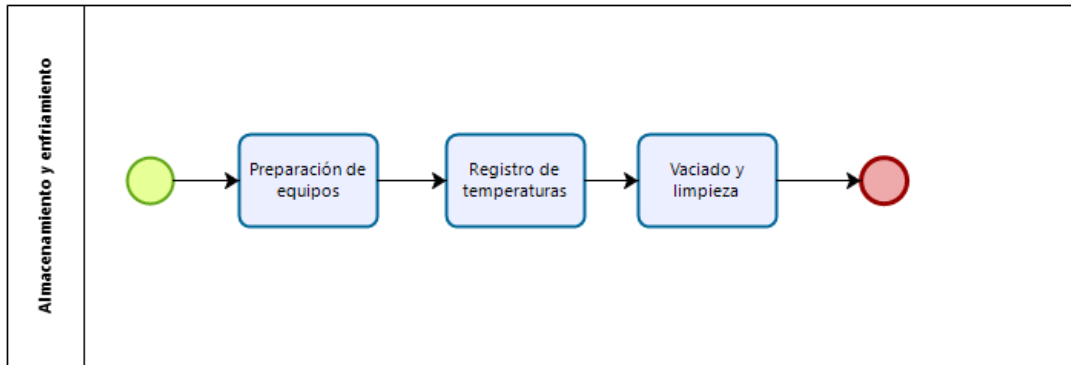 Almacenamiento y enfriamiento
Preparación de
equipos
Registro de
temperaturas
Vaciado y
limpieza